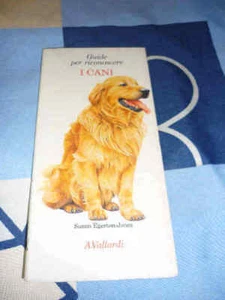 Guide
per riconoscere
I CANI
Susan Egerton-Jones
A.Vallardi